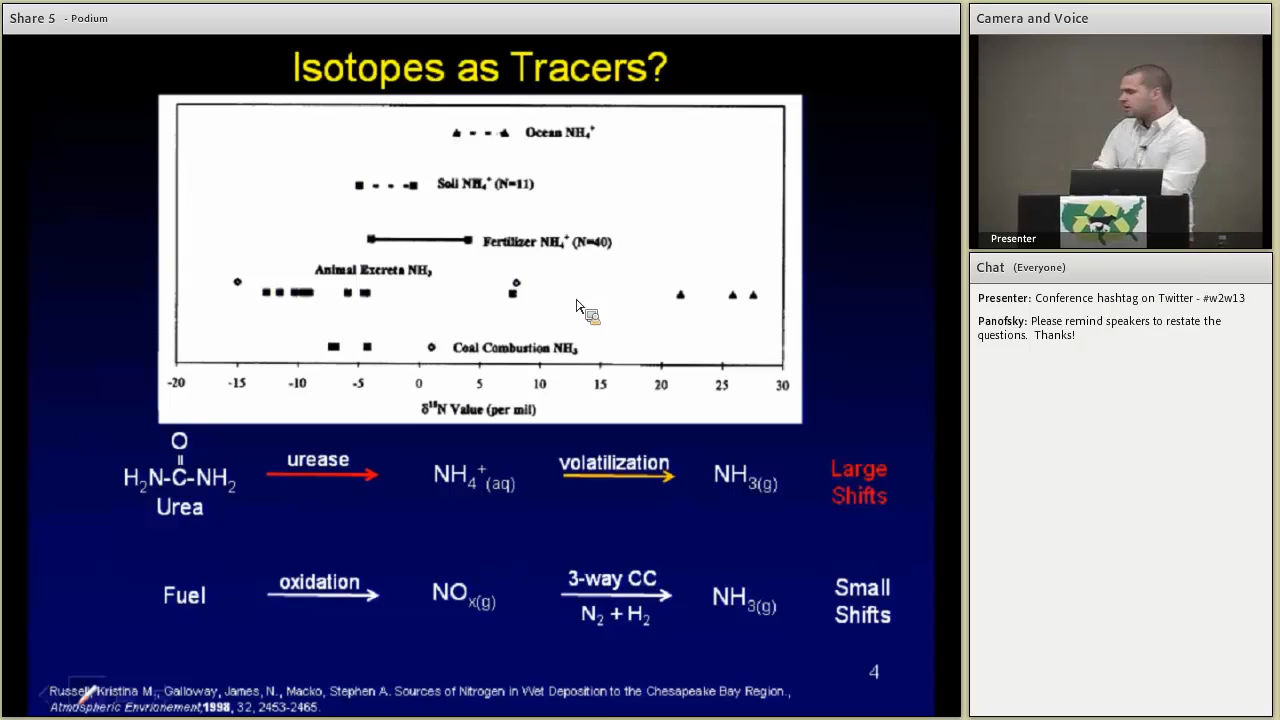 Share 5 - Podium
Isotopes as Tracers?
Ocean NH4+
Soil NH4+ (N=11)
Fertilizer NH4+ (N=40)
Animal Excreta NH3
Coal Combustion NH3
-20 -15 -10 -5 0 5 10 15 20 25 30
δ15N Value (per mil)
O
H2N-C-NH2
Urea
urease
NH4+(aq)
volatilization
NH3(g)
Large
Shifts
Fuel
oxidation
NOx(g)
3-way CC
N2 + H2
NH3(g)
Small
Shifts
4
Russell, Kristina M., Galloway, James, N., Macko, Stephen A. Sources of Nitrogen in Wet Deposition to the Chesapeake Bay Region.,
Atmospheric Envrionement,1998, 32, 2453-2465.
Camera and Voice
Presenter
Chat (Everyone)
Presenter: Conference hashtag on Twitter - #w2w13
Panofsky: Please remind speakers to restate the
questions. Thanks!